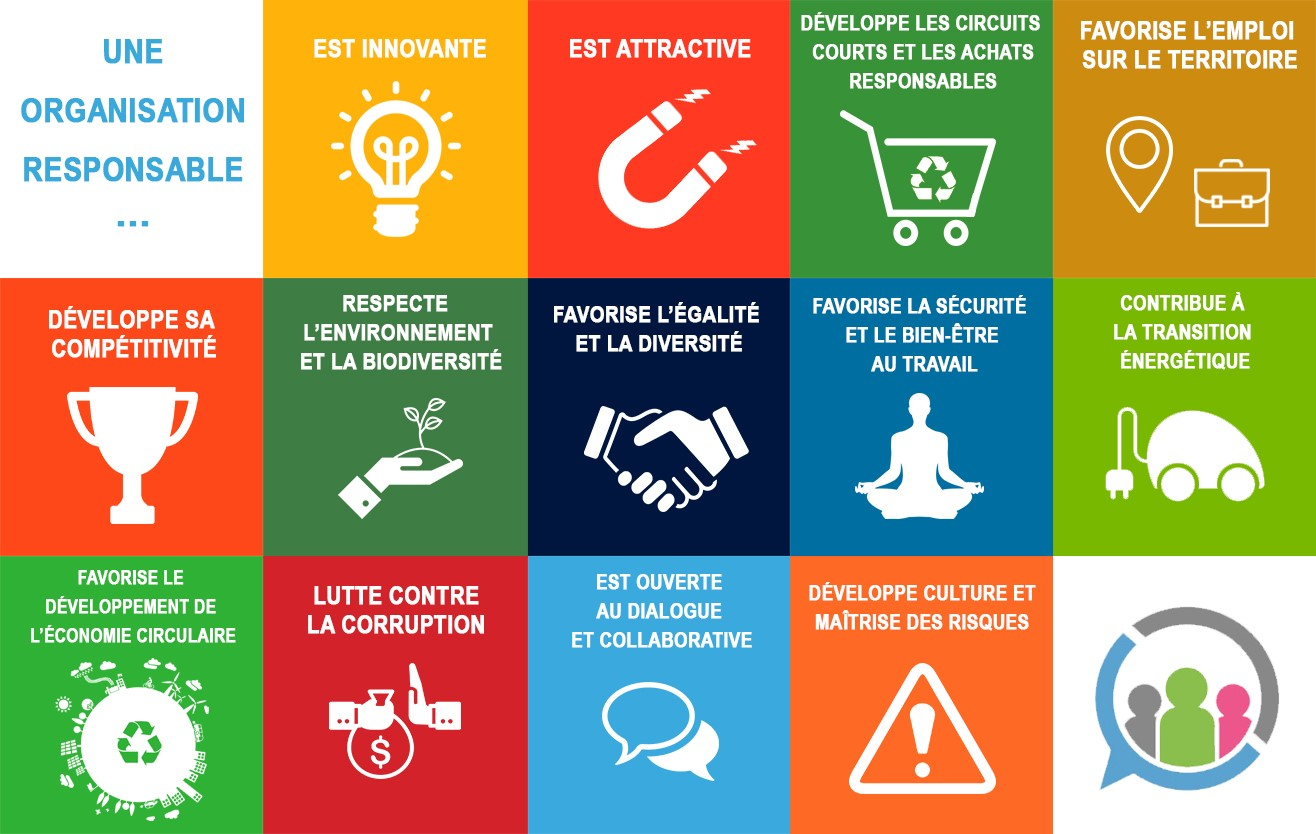 UNE
ORGANISATION
RESPONSABLE
...
EST INNOVANTE
EST ATTRACTIVE
DÉVELOPPE LES CIRCUITS
COURTS ET LES ACHATS
RESPONSABLES
FAVORISE L'EMPLOI
SUR LE TERRITOIRE
DÉVELOPPE SA
COMPÉTITIVITÉ
RESPECTE
L'ENVIRONNEMENT
ET LA BIODIVERSITÉ
FAVORISE L'ÉGALITÉ
ET LA DIVERSITÉ
FAVORISE LA SÉCURITÉ
ET LE BIEN-ÊTRE
AU TRAVAIL
CONTRIBUE À
LA TRANSITION
ÉNERGÉTIQUE
FAVORISE LE
DÉVELOPPEMENT DE
L'ÉCONOMIE CIRCULAIRE
LUTTE CONTRE
LA CORRUPTION
$
EST OUVERTE
AU DIALOGUE
ET COLLABORATIVE
DÉVELOPPE CULTURE ET
MAÎTRISE DES RISQUES